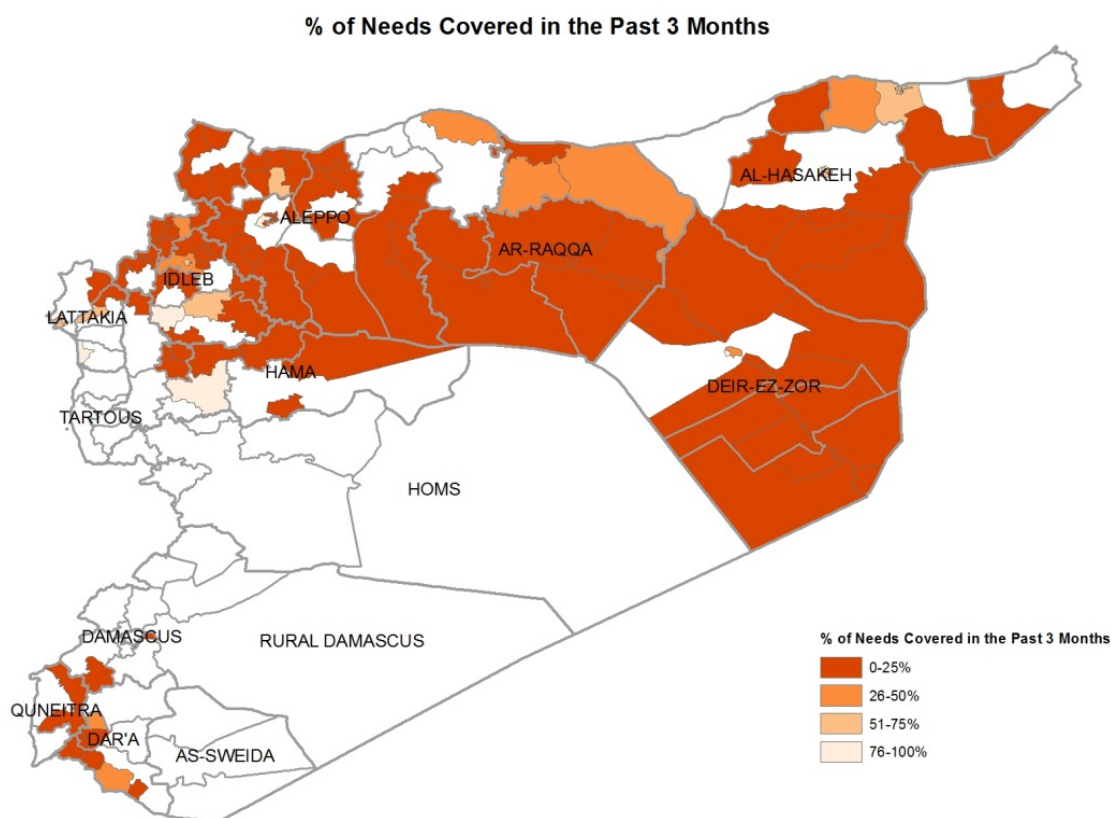 % of Needs Covered in the Past 3 Months
AL-HASAKEH
ALEPPO
AR-RAQQA
IDLEB
LATTAKIA
HAMA
DEIR-EZ-ZOR
TARTOUS
HOMS
DAMASCUS
RURAL DAMASCUS
QUNEITRA
DAR'A
AS-SWEIDA
% of Needs Covered in the Past 3 Months
0-25%
26-50%
51-75%
76-100%